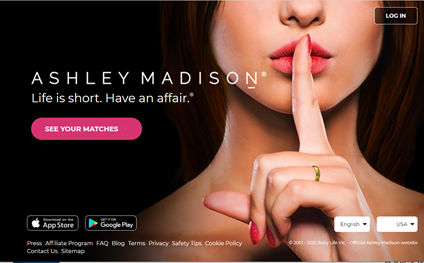 LOG IN
ASHLEY MADISON®
Life is short. Have an affair.®
SEE YOUR MATCHES
Download on the App Store
GET IT ON Google Play
English
USA
Press Affiliate Program FAQ Blog Terms Privacy Safety Tips Cookie Policy
Contact Us Sitemap
© 2001 - 2020 Ruby Life Inc. - Official Ashley Madison website